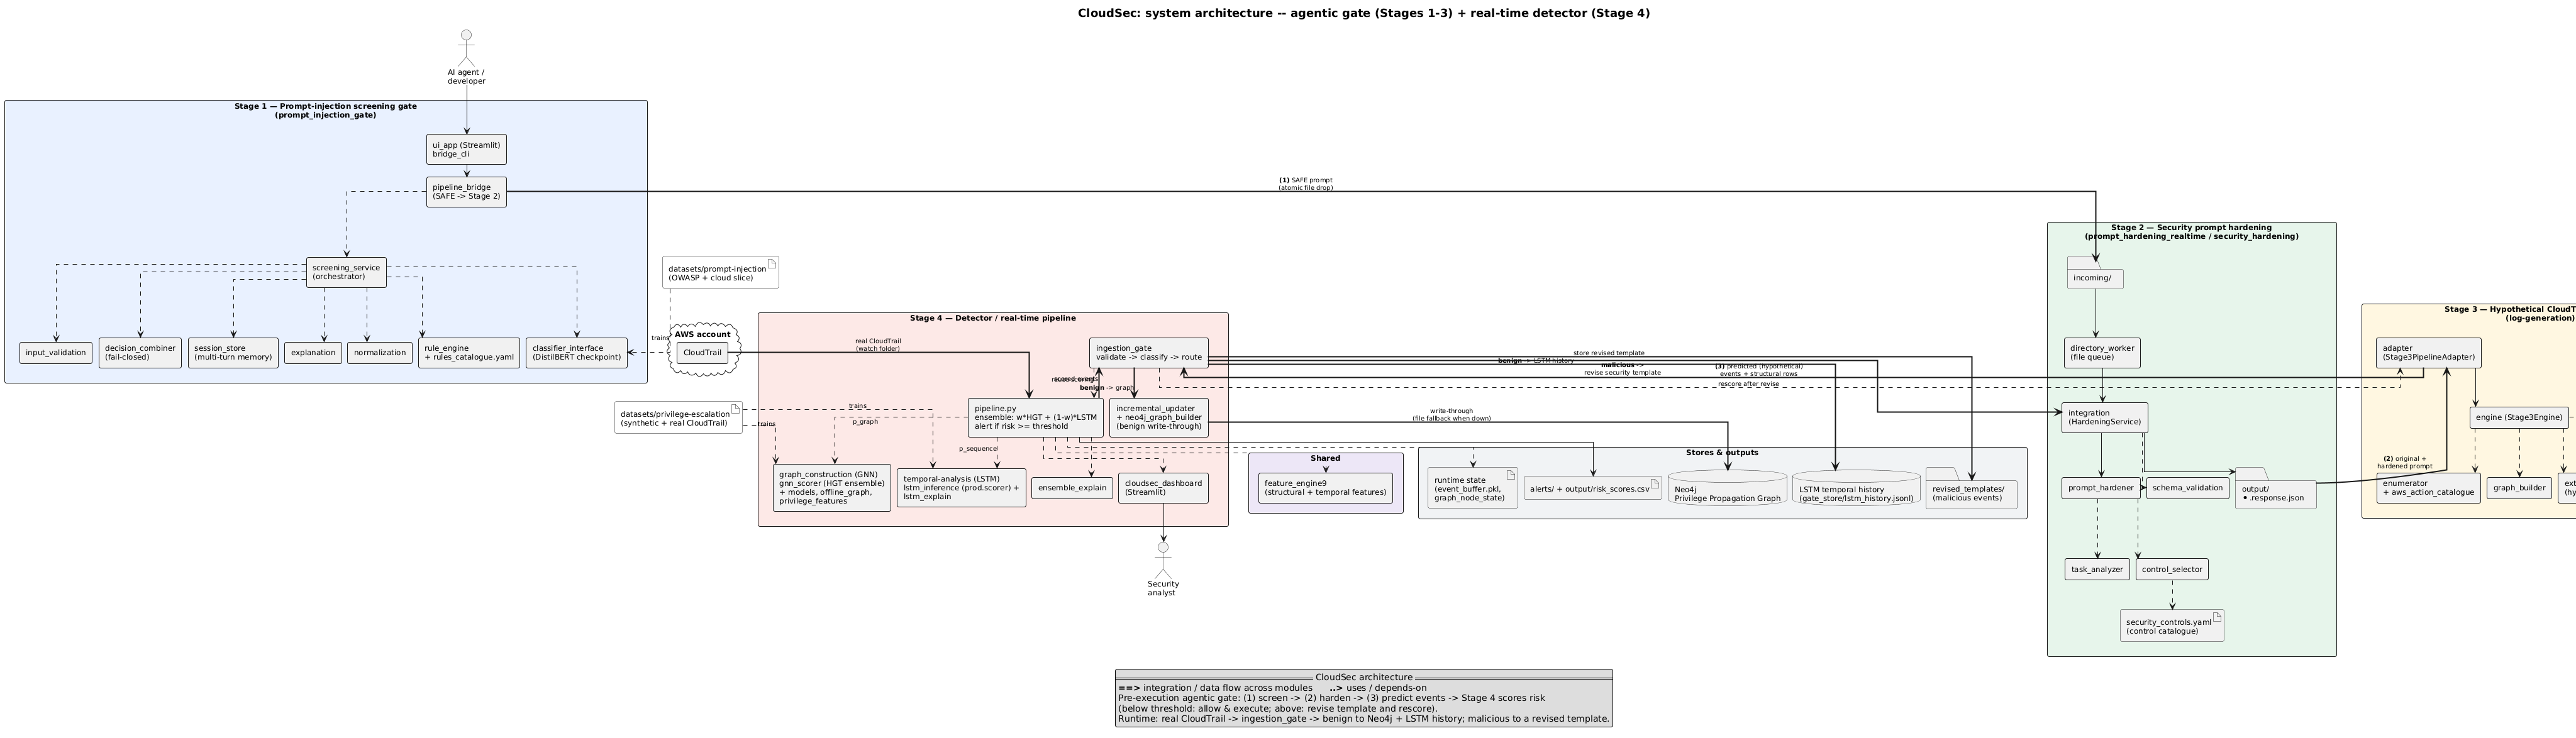 CloudSec: system architecture -- agentic gate (Stages 1-3) + real-time detector (Stage 4)
AI agent /
developer
Stage 1 — Prompt-injection screening gate
(prompt_injection_gate)
ui_app (Streamlit)
bridge_cli
pipeline_bridge
(SAFE -> Stage 2)
(1) SAFE prompt
(atomic file drop)
screening_service
(orchestrator)
input_validation
decision_combiner
(fail-closed)
session_store
(multi-turn memory)
explanation
normalization
rule_engine
+ rules_catalogue.yaml
classifier_interface
(DistilBERT checkpoint)
datasets/prompt-injection
(OWASP + cloud slice)
trains
AWS account
CloudTrail
real CloudTrail
(watch folder)
datasets/privilege-escalation
(synthetic + real CloudTrail)
trains
trains
Stage 4 — Detector / real-time pipeline
ingestion_gate
validate -> classify -> route
benign -> graph
pipeline.py
ensemble: w*HGT + (1-w)*LSTM
alert if risk >= threshold
incremental_updater
+ neo4j_graph_builder
(benign write-through)
p_graph
p_sequence
graph_construction (GNN)
gnn_scorer (HGT ensemble)
+ models, offline_graph,
privilege_features
temporal-analysis (LSTM)
lstm_inference (prod.scorer) +
lstm_explain
ensemble_explain
cloudsec_dashboard
(Streamlit)
Security
analyst
store revised template
benign -> LSTM history
malicious ->
revise security template
(3) predicted (hypothetical)
events + structural rows
rescore after revise
write-through
(file fallback when down)
Shared
feature_engine9
(structural + temporal features)
Stores & outputs
runtime state
(event_buffer.pkl,
graph_node_state)
alerts/ + output/risk_scores.csv
Neo4j
Privilege Propagation Graph
LSTM temporal history
(gate_store/lstm_history.jsonl)
revised_templates/
(malicious events)
Stage 2 — Security prompt hardening
(prompt_hardening_realtime / security_hardening)
incoming/
directory_worker
(file queue)
integration
(HardeningService)
prompt_hardener
schema_validation
output/
• .response.json
task_analyzer
control_selector
security_controls.yaml
(control catalogue)
(2) original +
hardened prompt
Stage 3 — Hypothetical CloudT
(log-generation)
adapter
(Stage3PipelineAdapter)
engine (Stage3Engine)
enumerator
+ aws_action_catalogue
graph_builder
ext
(hy
CloudSec architecture
==> integration / data flow across modules ..> uses / depends-on
Pre-execution agentic gate: (1) screen -> (2) harden -> (3) predict events -> Stage 4 scores risk
(below threshold: allow & execute; above: revise template and rescore).
Runtime: real CloudTrail -> ingestion_gate -> benign to Neo4j + LSTM history; malicious to a revised template.